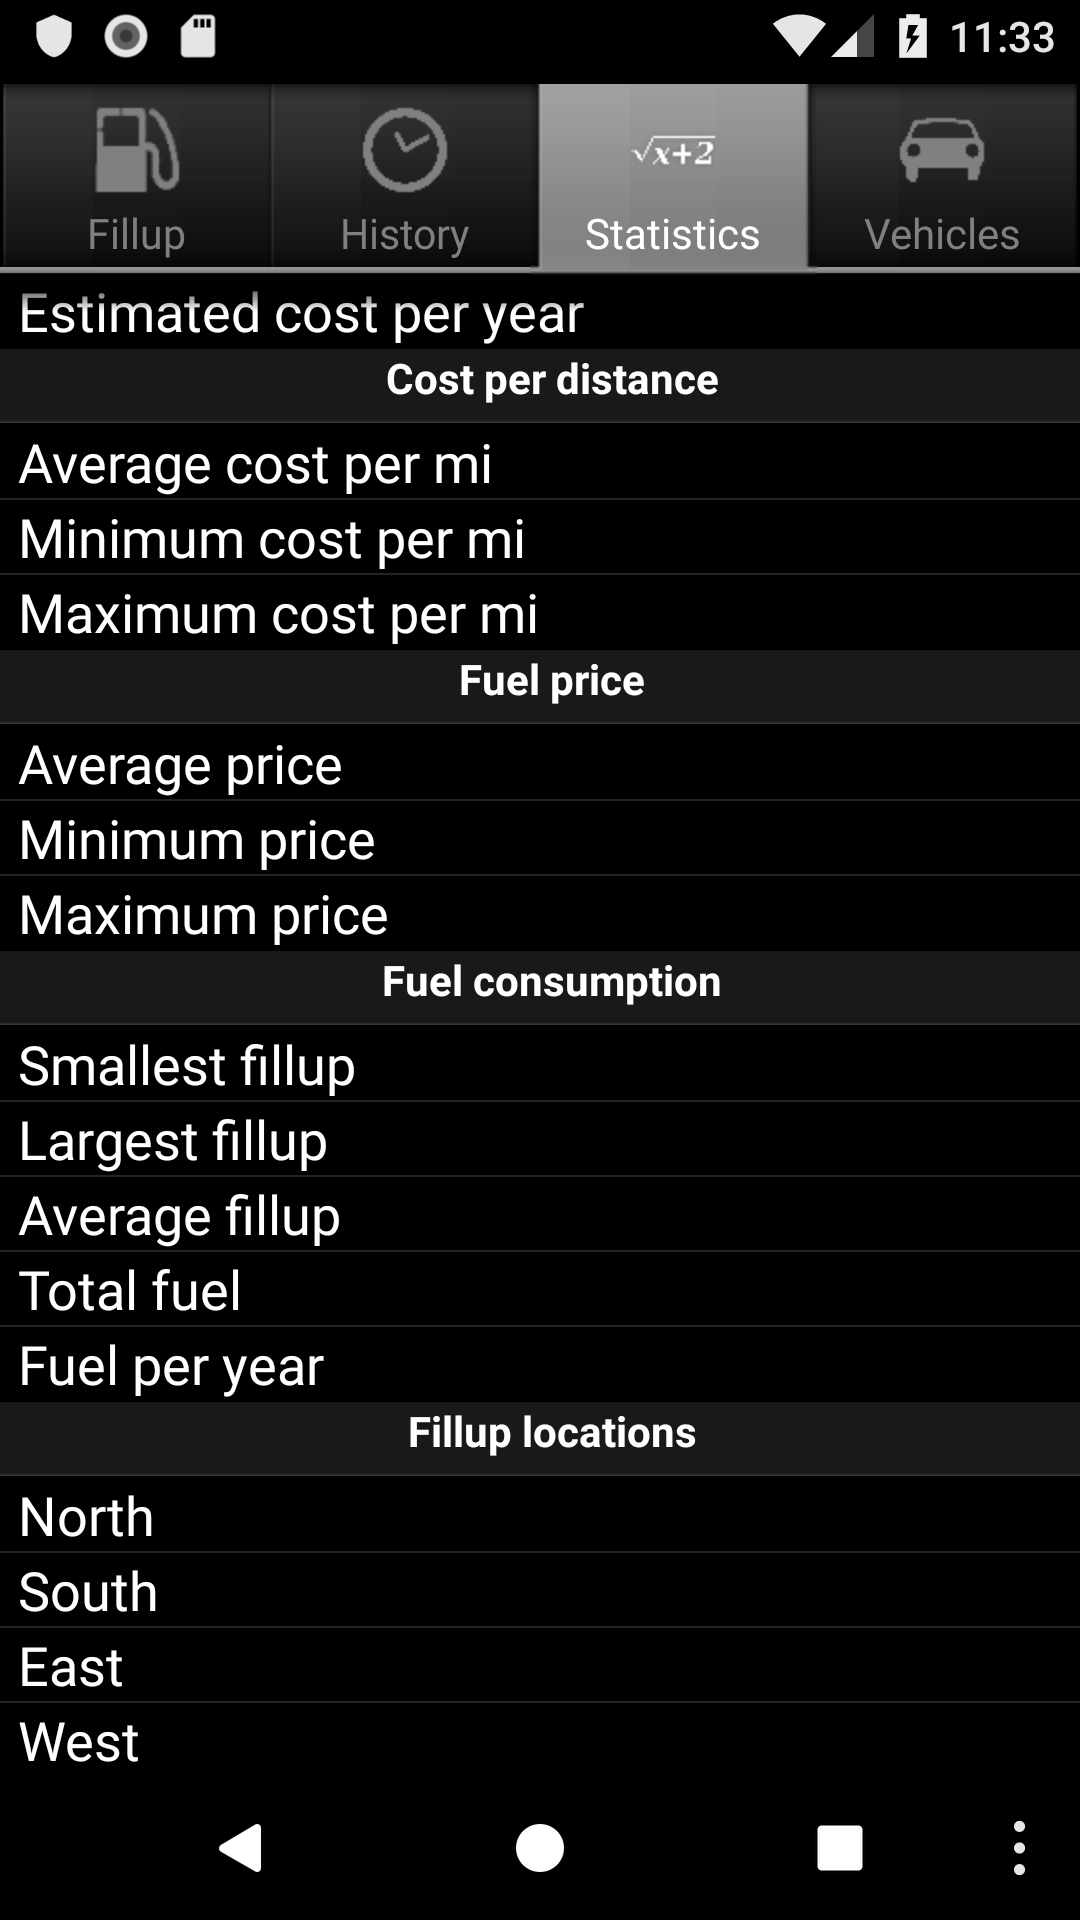 11:33
Fillup
History
√x+2
Statistics
Vehicles
Estimated cost per year
Cost per distance
Average cost per mi
Minimum cost per mi
Maximum cost per mi
Fuel price
Average price
Minimum price
Maximum price
Fuel consumption
Smallest fillup
Largest fillup
Average fillup
Total fuel
Fuel per year
Fillup locations
North
South
East
West